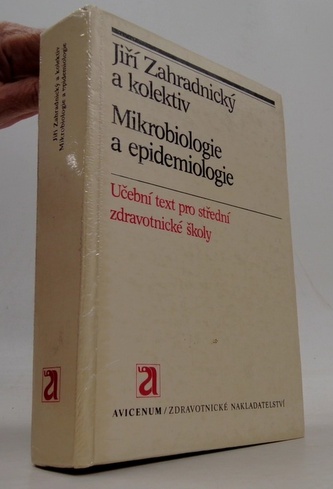 Jiří Zahradnický
a kolektiv
Mikrobiologie
a epidemiologie
Učební text pro střední
zdravotnické školy
a
AVICENUM/ZDRAVOTNICKÉ NAKLADATELSTVÍ
Jiří Zahradnický a kolektiv
Mikrobiologie a epidemiologie
a